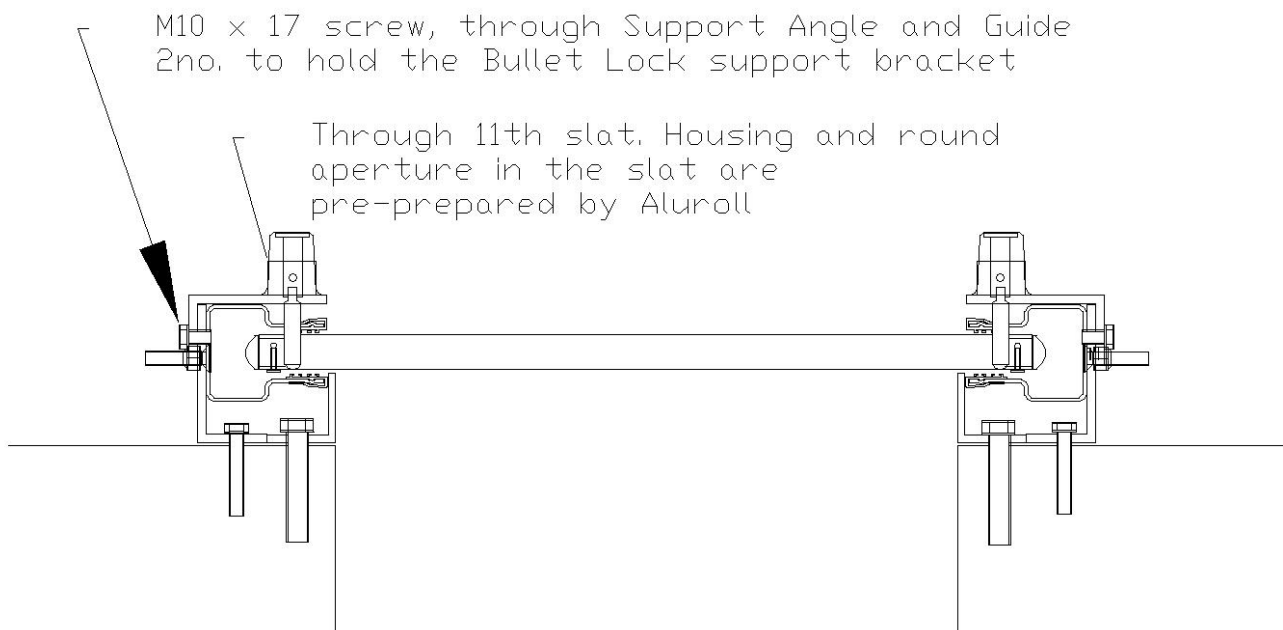 M10 x 17 screw, through Support Angle and Guide
2no. to hold the Bullet Lock support bracket
Through 11th slat. Housing and round
aperture in the slat are
pre-prepared by Aluroll